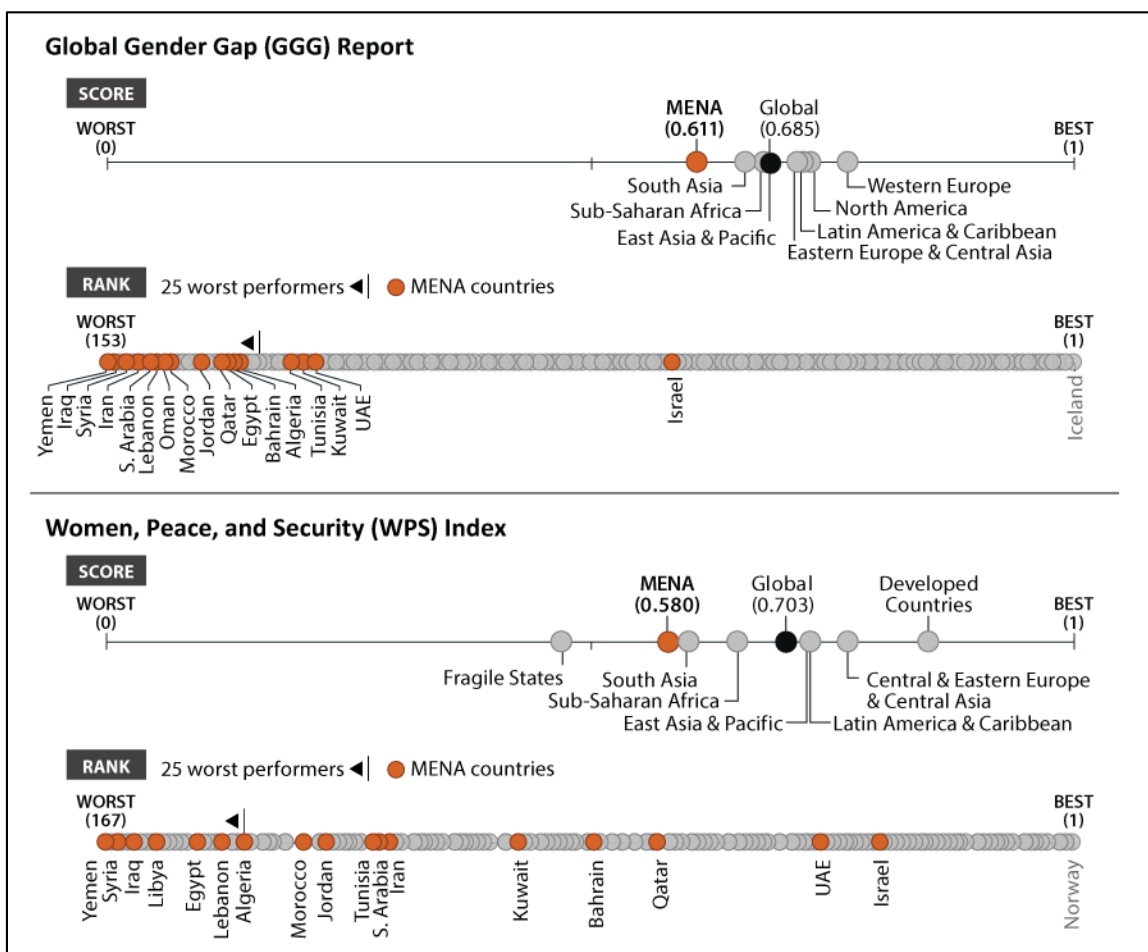 Global Gender Gap (GGG) Report
SCORE
WORST
(0)
MENA
(0.611)
Global
(0.685)
BEST
(1)
South Asia
Western Europe
Sub-Saharan Africa
North America
East Asia & Pacific
Latin America & Caribbean
Eastern Europe & Central Asia
RANK
25 worst performers
MENA countries
WORST
(153)
BEST
(1)
Yemen
Iraq
Syria
Iran
S. Arabia
Lebanon
Oman
Morocco
Jordan
Qatar
Egypt
Bahrain
Algeria
Tunisia
Kuwait
UAE
Israel
Iceland
Women, Peace, and Security (WPS) Index
SCORE
WORST
(0)
MENA
(0.580)
Global
(0.703)
Developed
Countries
BEST
(1)
Fragile States
South Asia
Sub-Saharan Africa
East Asia & Pacific
Central & Eastern Europe
& Central Asia
Latin America & Caribbean
RANK
25 worst performers
MENA countries
WORST
(167)
BEST
(1)
Yemen
Syria
Iraq
Libya
Egypt
Lebanon
Algeria
Morocco
Jordan
Tunisia
S. Arabia
Iran
Kuwait
Bahrain
Qatar
UAE
Israel
Norway